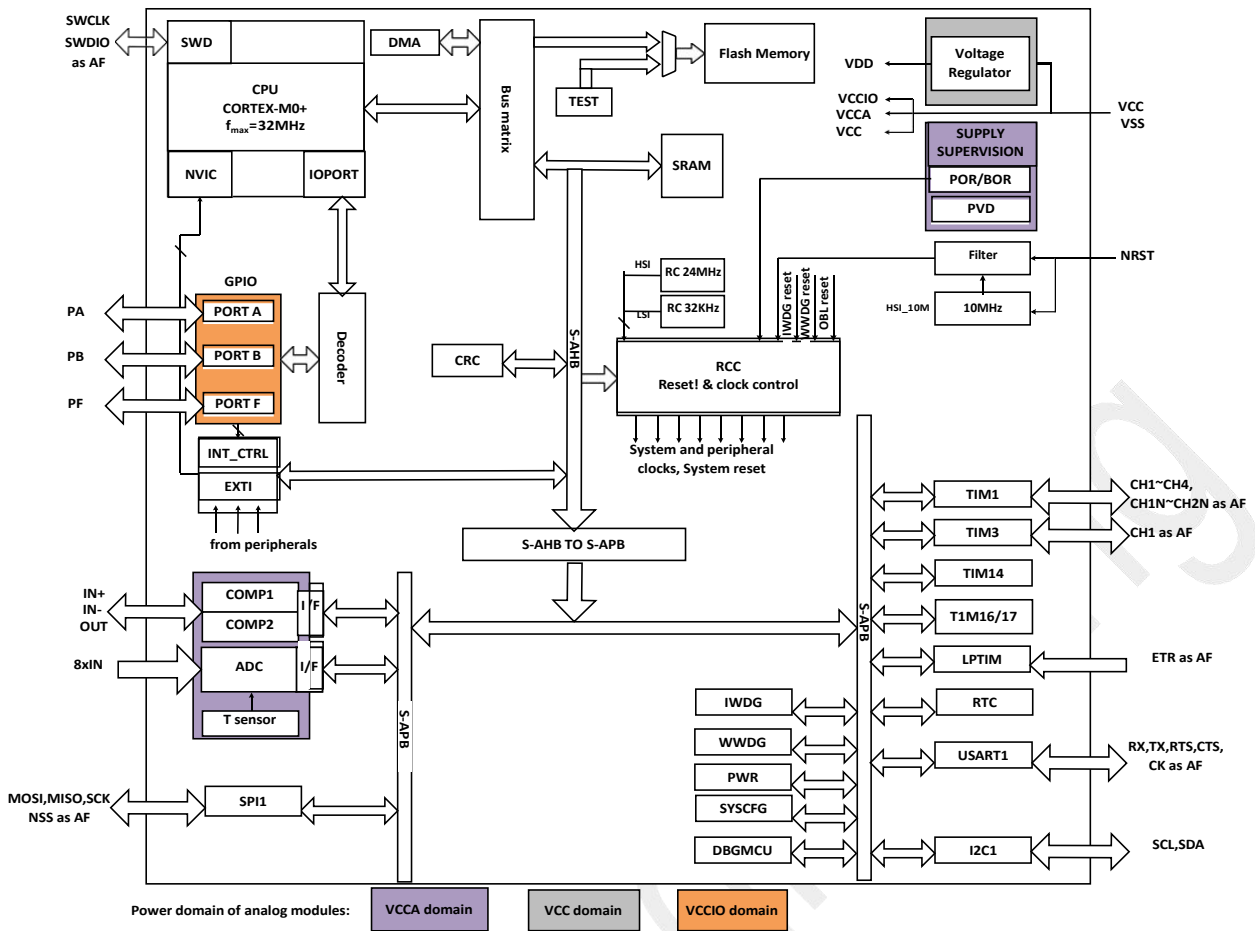 SWCLK
SWDIO
as AF
SWD
CPU
CORTEX-M0+
fmax=32MHz
NVIC
IOPORT
DMA
Bus matrix
TEST
Flash Memory
SRAM
Voltage
Regulator
VDD
VCCIO
VCCA
VCC
VCC
VSS
SUPPLY
SUPERVISION
POR/BOR
PVD
Filter
NRST
HSI_10M
10MHz
HSI
RC 24MHz
LSI
RC 32KHz
IWDG reset
WWDG reset
OBL reset
RCC
Reset! & clock control
System and peripheral
clocks, System reset
GPIO
PA
PORT A
PB
PORT B
PF
PORT F
Decoder
CRC
S-AHB
INT_CTRL
EXTI
from peripherals
S-AHB TO S-APB
IN+
IN-
OUT
COMP1
COMP2
I/F
8xIN
ADC
I/F
T sensor
S-APB
MOSI,MISO,SCK
NSS as AF
SPI1
S-APB
TIM1
CH1~CH4,
CH1N~CH2N as AF
TIM3
CH1 as AF
TIM14
T1M16/17
LPTIM
ETR as AF
IWDG
RTC
WWDG
USART1
RX,TX,RTS,CTS,
CK as AF
PWR
SYSCFG
DBGMCU
I2C1
SCL,SDA
Power domain of analog modules:
VCCA domain
VCC domain
VCCIO domain